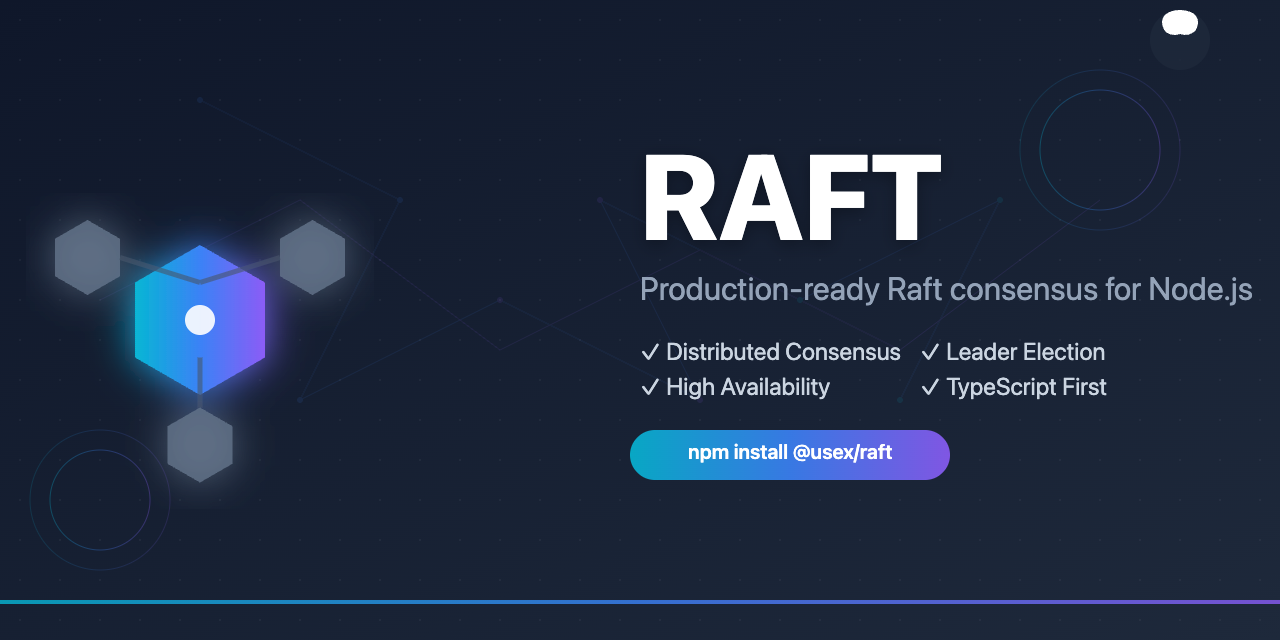 RAFT
Production-ready Raft consensus for Node.js
✓ Distributed Consensus ✓ Leader Election
✓ High Availability ✓ TypeScript First
npm install @usex/raft